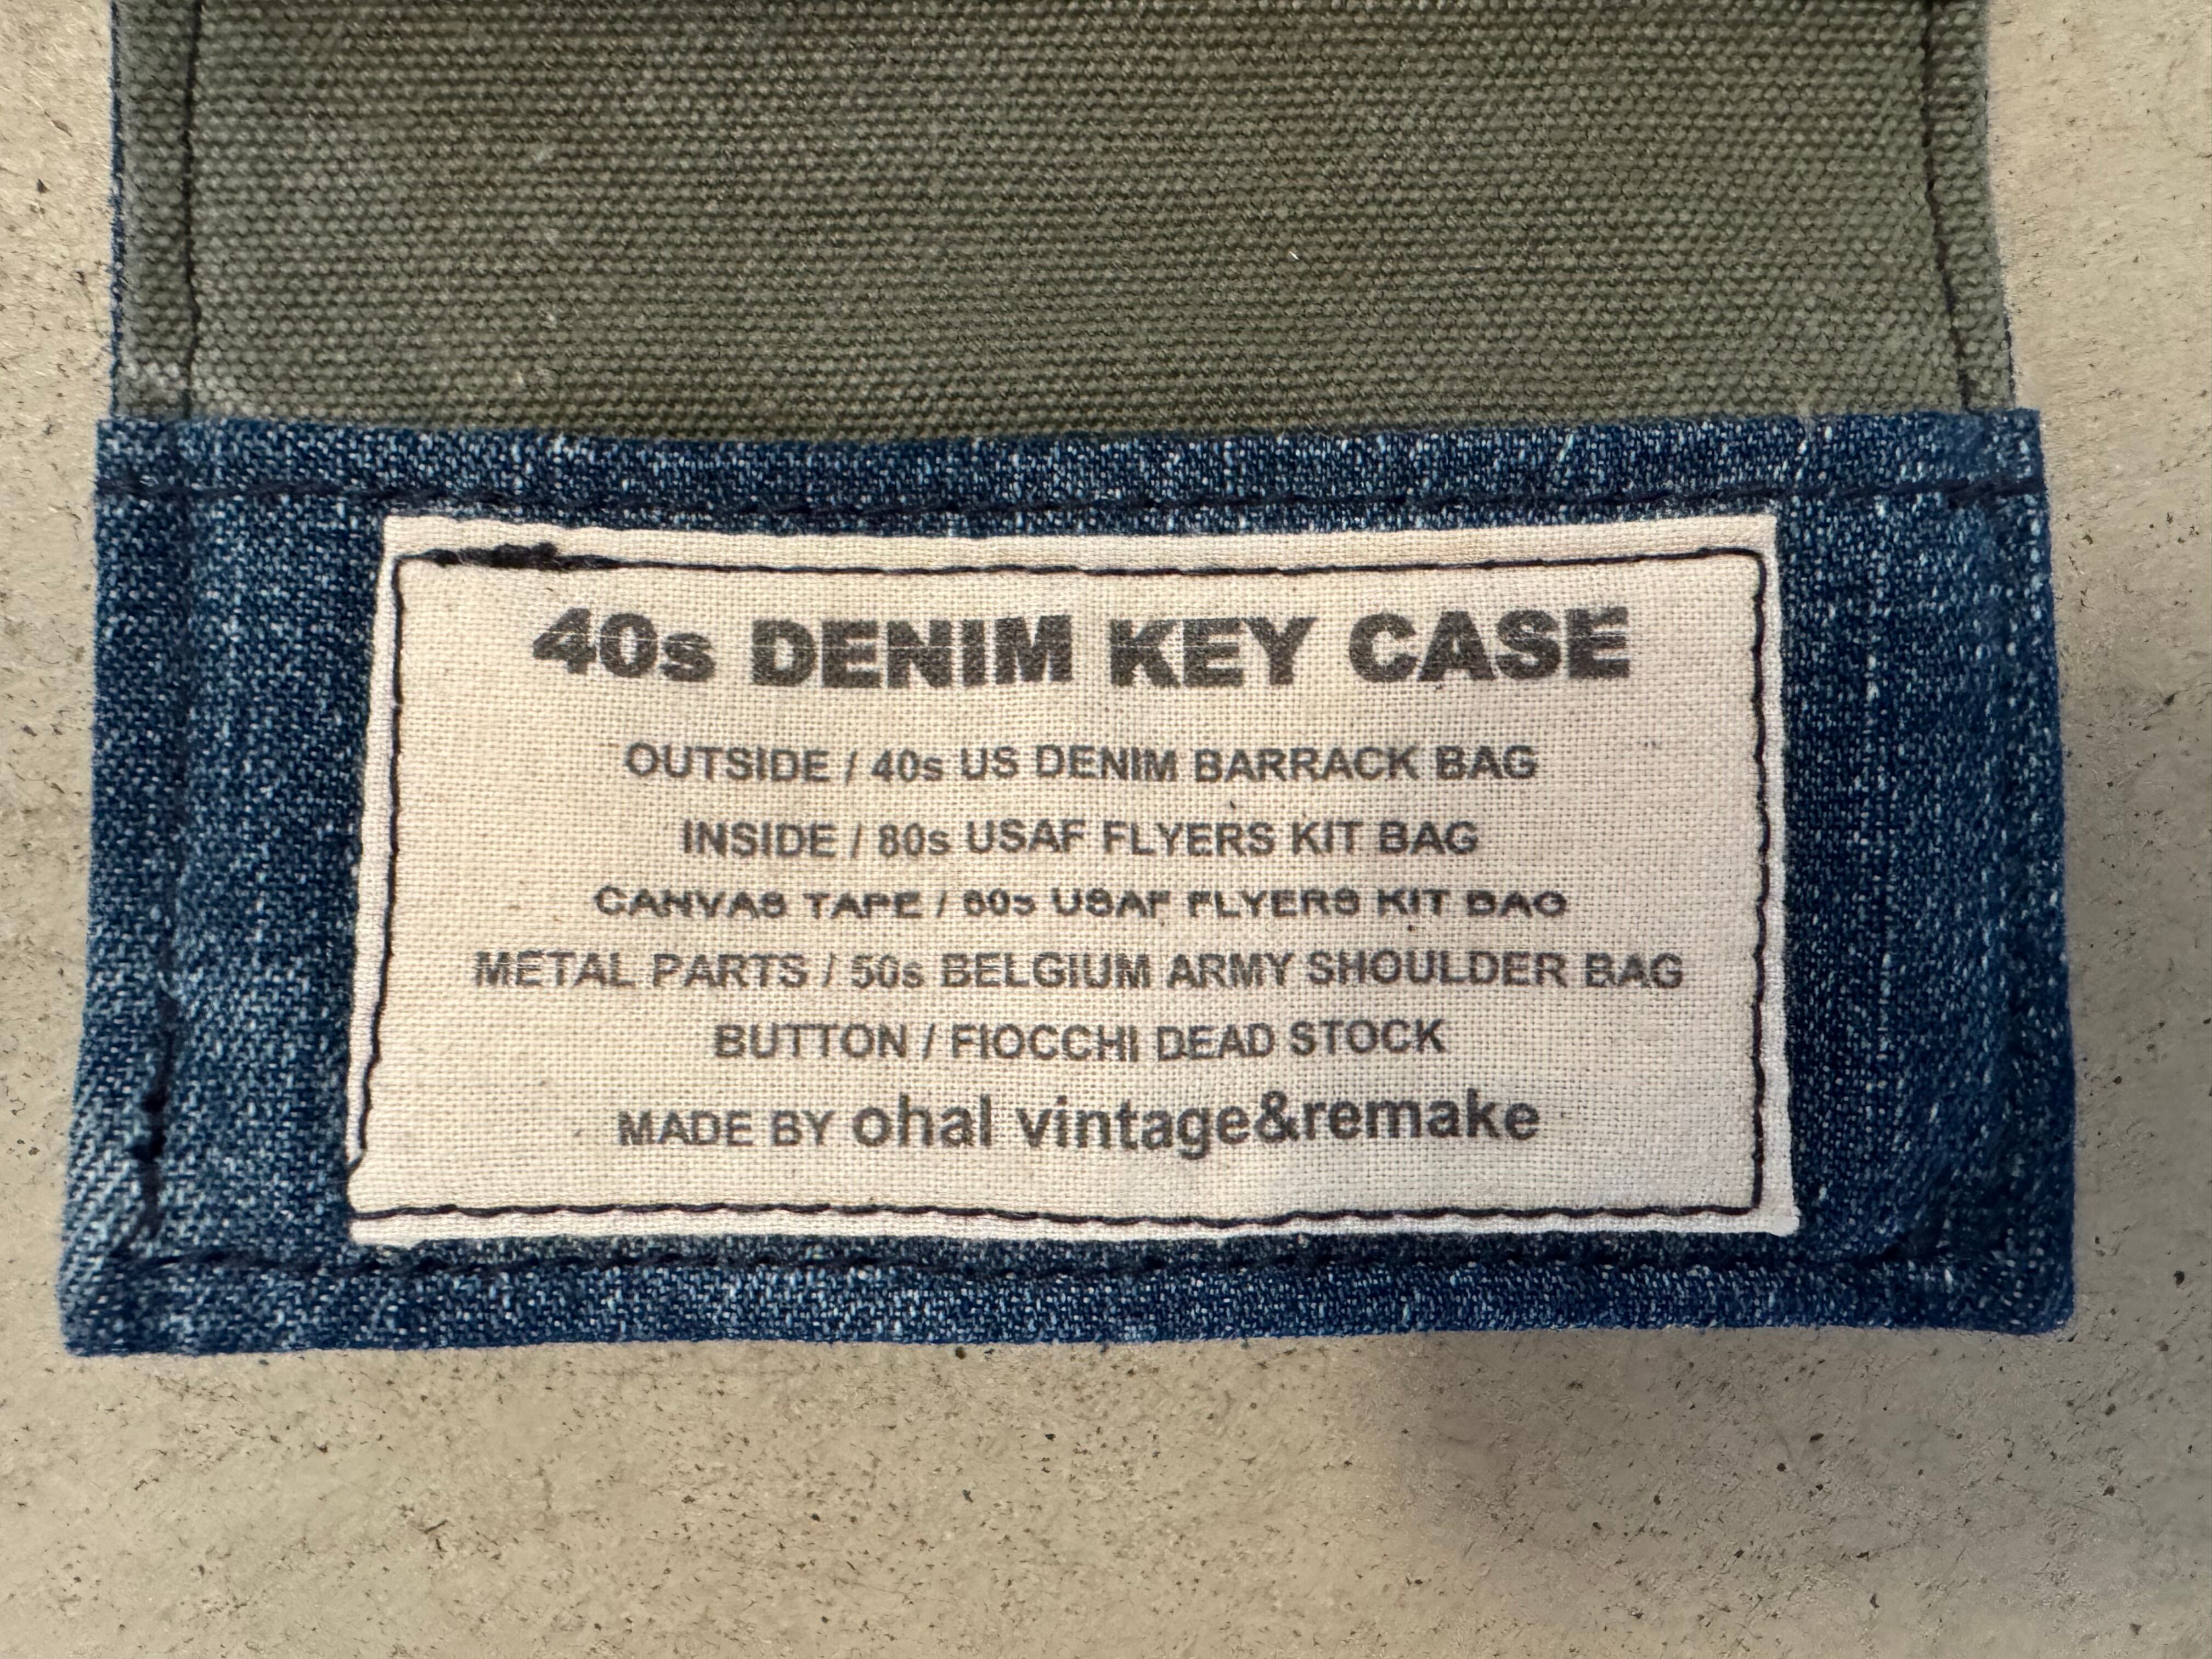 40s DENIM KEY CASE
OUTSIDE / 40s US DENIM BARRACK BAG
INSIDE / 80s USAF FLYERS KIT BAG
CANVAS TAPE / 80s USAF FLYERS KIT BAG
METAL PARTS / 50s BELGIUM ARMY SHOULDER BAG
BUTTON / FIOCCHI DEAD STOCK
MADE BY ohal vintage&remake